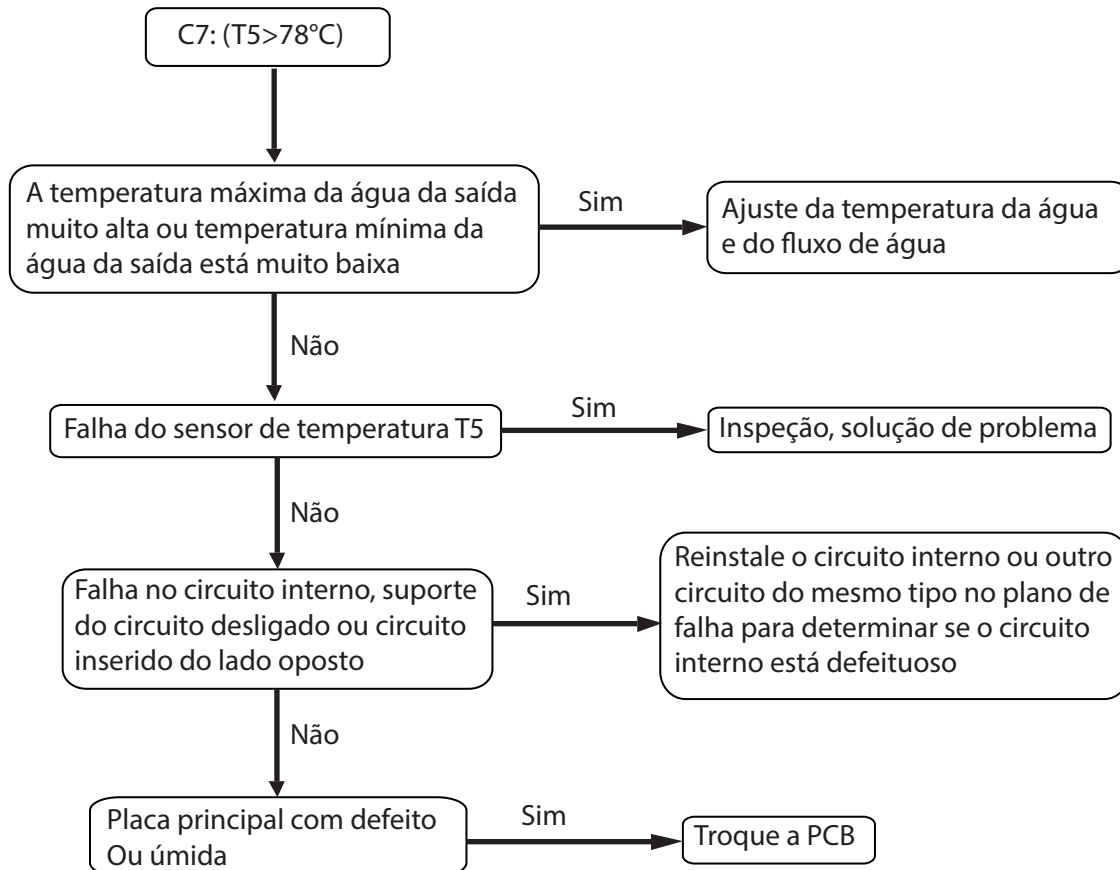 C7: (T5>78°C)
A temperatura máxima da água da saída
muito alta ou temperatura mínima da
água da saída está muito baixa
Sim
Ajuste da temperatura da água
e do fluxo de água
Não
Falha do sensor de temperatura T5
Sim
Inspeção, solução de problema
Não
Falha no circuito interno, suporte
do circuito desligado ou circuito
inserido do lado oposto
Sim
Reinstale o circuito interno ou outro
circuito do mesmo tipo no plano de
falha para determinar se o circuito
interno está defeituoso
Não
Placa principal com defeito
Ou úmida
Sim
Troque a PCB